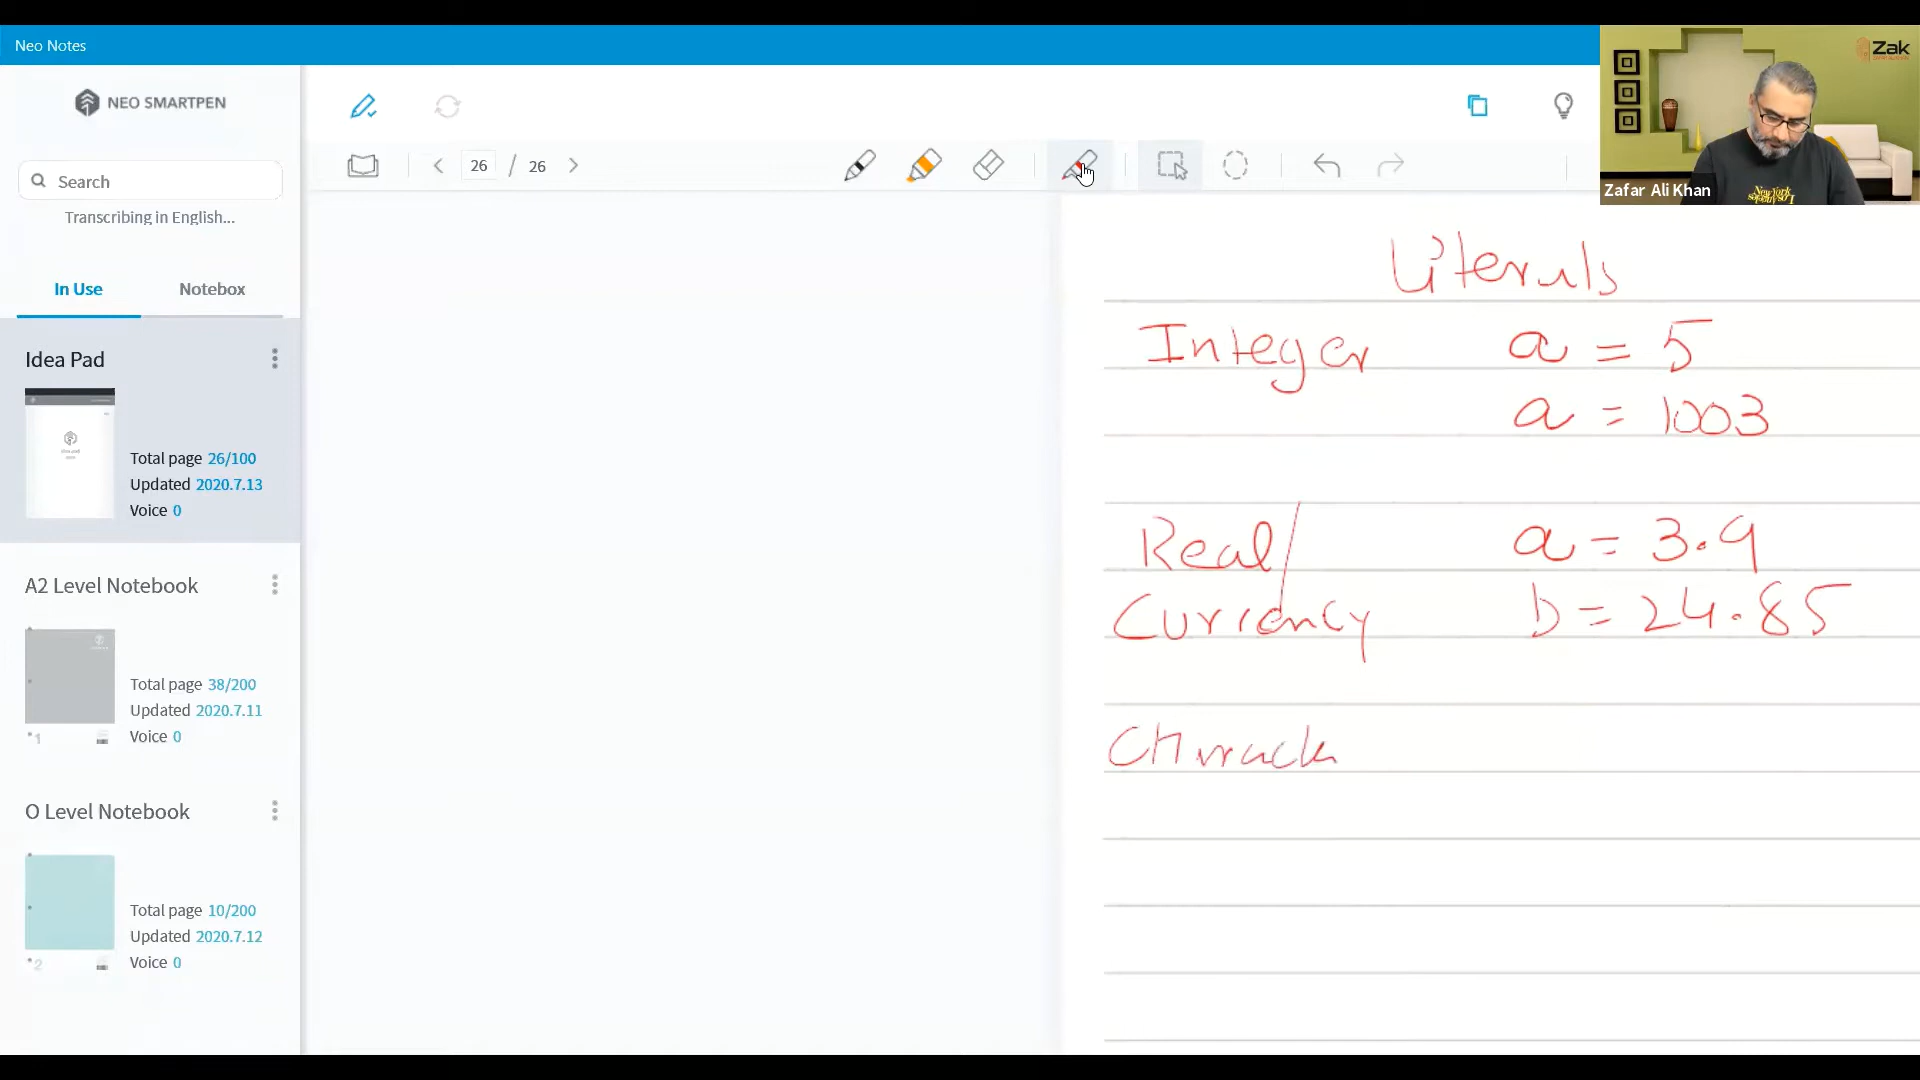 Neo Notes
NEO SMARTPEN
Search
Transcribing in English...
In Use
Notebox
Idea Pad
Total page 26/100
Updated 2020.7.13
Voice 0
A2 Level Notebook
Total page 38/200
Updated 2020.7.11
Voice 0
1
O Level Notebook
Total page 10/200
Updated 2020.7.12
Voice 0
2
26 / 26
Zak
Zafar Ali Khan
Literals
Integer a = 5
a = 1003
Real/ a = 3.9
Currency b = 24.85